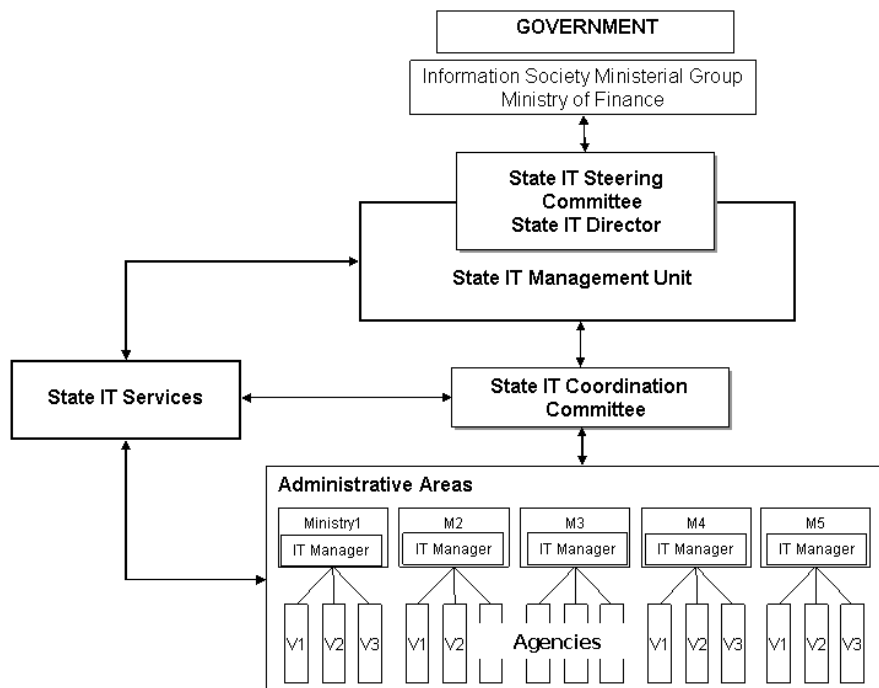 GOVERNMENT
Information Society Ministerial Group
Ministry of Finance
State IT Steering
Committee
State IT Director
State IT Management Unit
State IT Services
State IT Coordination
Committee
Administrative Areas
Ministry1
IT Manager
M2
IT Manager
M3
IT Manager
M4
IT Manager
M5
IT Manager
V1
V2
V3
V1
V2
Agencies
V1
V2
V3
V1
V2
V3